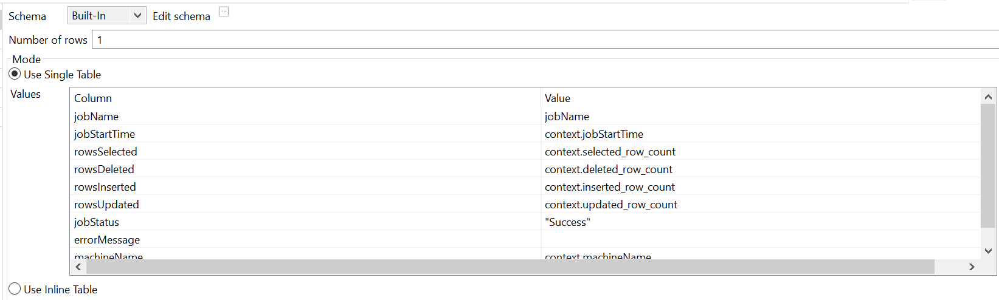 Schema Built-In Edit schema ...
Number of rows 1
Mode
Use Single Table
Values
Column Value
jobName jobName
jobStartTime context.jobStartTime
rowsSelected context.selected_row_count
rowsDeleted context.deleted_row_count
rowsInserted context.inserted_row_count
rowsUpdated context.updated_row_count
jobStatus "Success"
errorMessage
machineName context.machineName
Use Inline Table